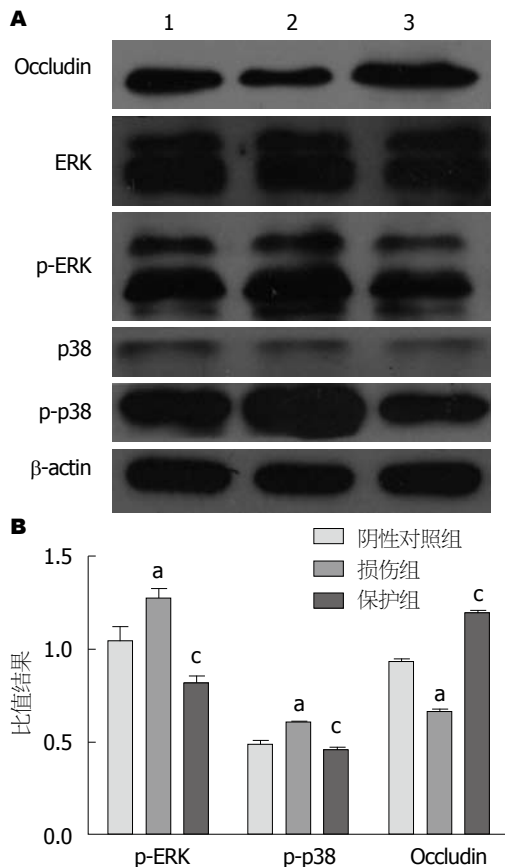 A
1 2 3
Occludin
ERK
p-ERK
p38
p-p38
β-actin
B
阴性对照组
损伤组
保护组
比值结果
1.5
1.0
0.5
0.0
a
c
a
c
a
c
p-ERK p-p38 Occludin